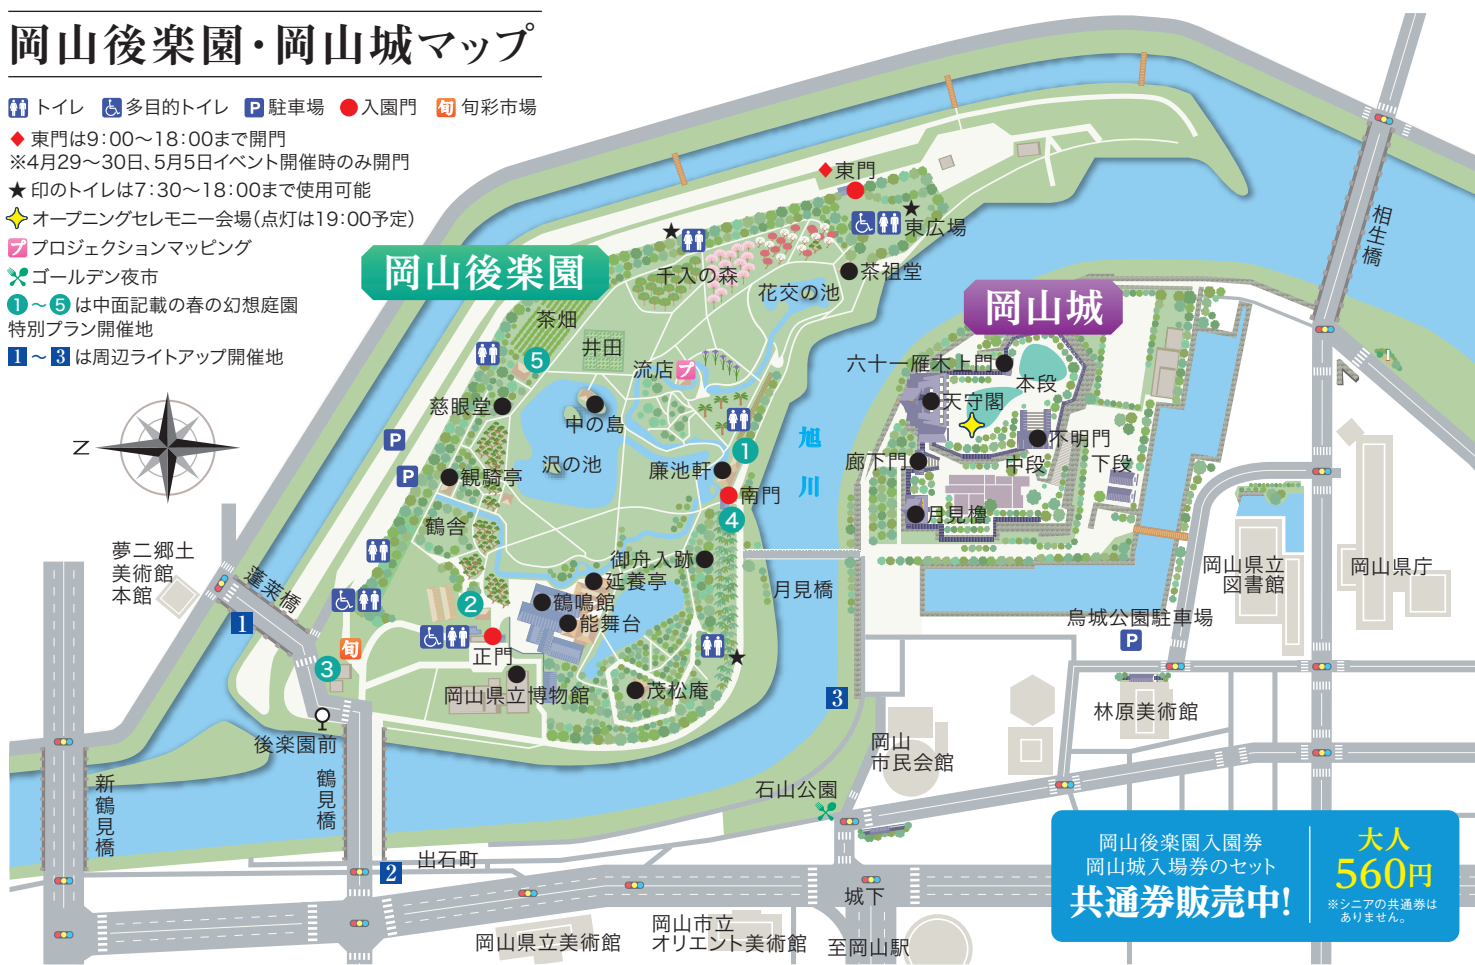 岡山後楽園・岡山城マップ
トイレ 多目的トイレ P 駐車場 入園門 旬 旬彩市場
東門は9:00〜18:00まで開門
※4月29〜30日、5月5日イベント開催時のみ開門
★印のトイレは7:30〜18:00まで使用可能
オープニングセレモニー会場(点灯は19:00予定)
プ プロジェクションマッピング
ゴールデン夜市
1〜5は中面記載の春の幻想庭園
特別プラン開催地
1〜3は周辺ライトアップ開催地
N
岡山後楽園
岡山城
東門
東広場
千入の森
花交の池
茶祖堂
茶畑
井田
流店
プ
5
慈眼堂
中の島
沢の池
観騎亭
廉池軒
1
南門
4
鶴舎
御舟入跡
延養亭
鶴鳴館
能舞台
2
正門
岡山県立博物館
茂松庵
P
P
旬
3
後楽園前
夢二郷土
美術館
本館
蓬莱橋
1
新鶴見橋
鶴見橋
2
出石町
旭川
月見橋
六十一雁木上門
本段
天守閣
不明門
廊下門
中段
下段
月見櫓
相生橋
岡山県立
図書館
岡山県庁
烏城公園駐車場
P
林原美術館
3
岡山
市民会館
石山公園
城下
岡山県立美術館
岡山市立
オリエント美術館
至岡山駅
岡山後楽園入園券
岡山城入場券のセット
共通券販売中!
大人
560円
※シニアの共通券は
ありません。